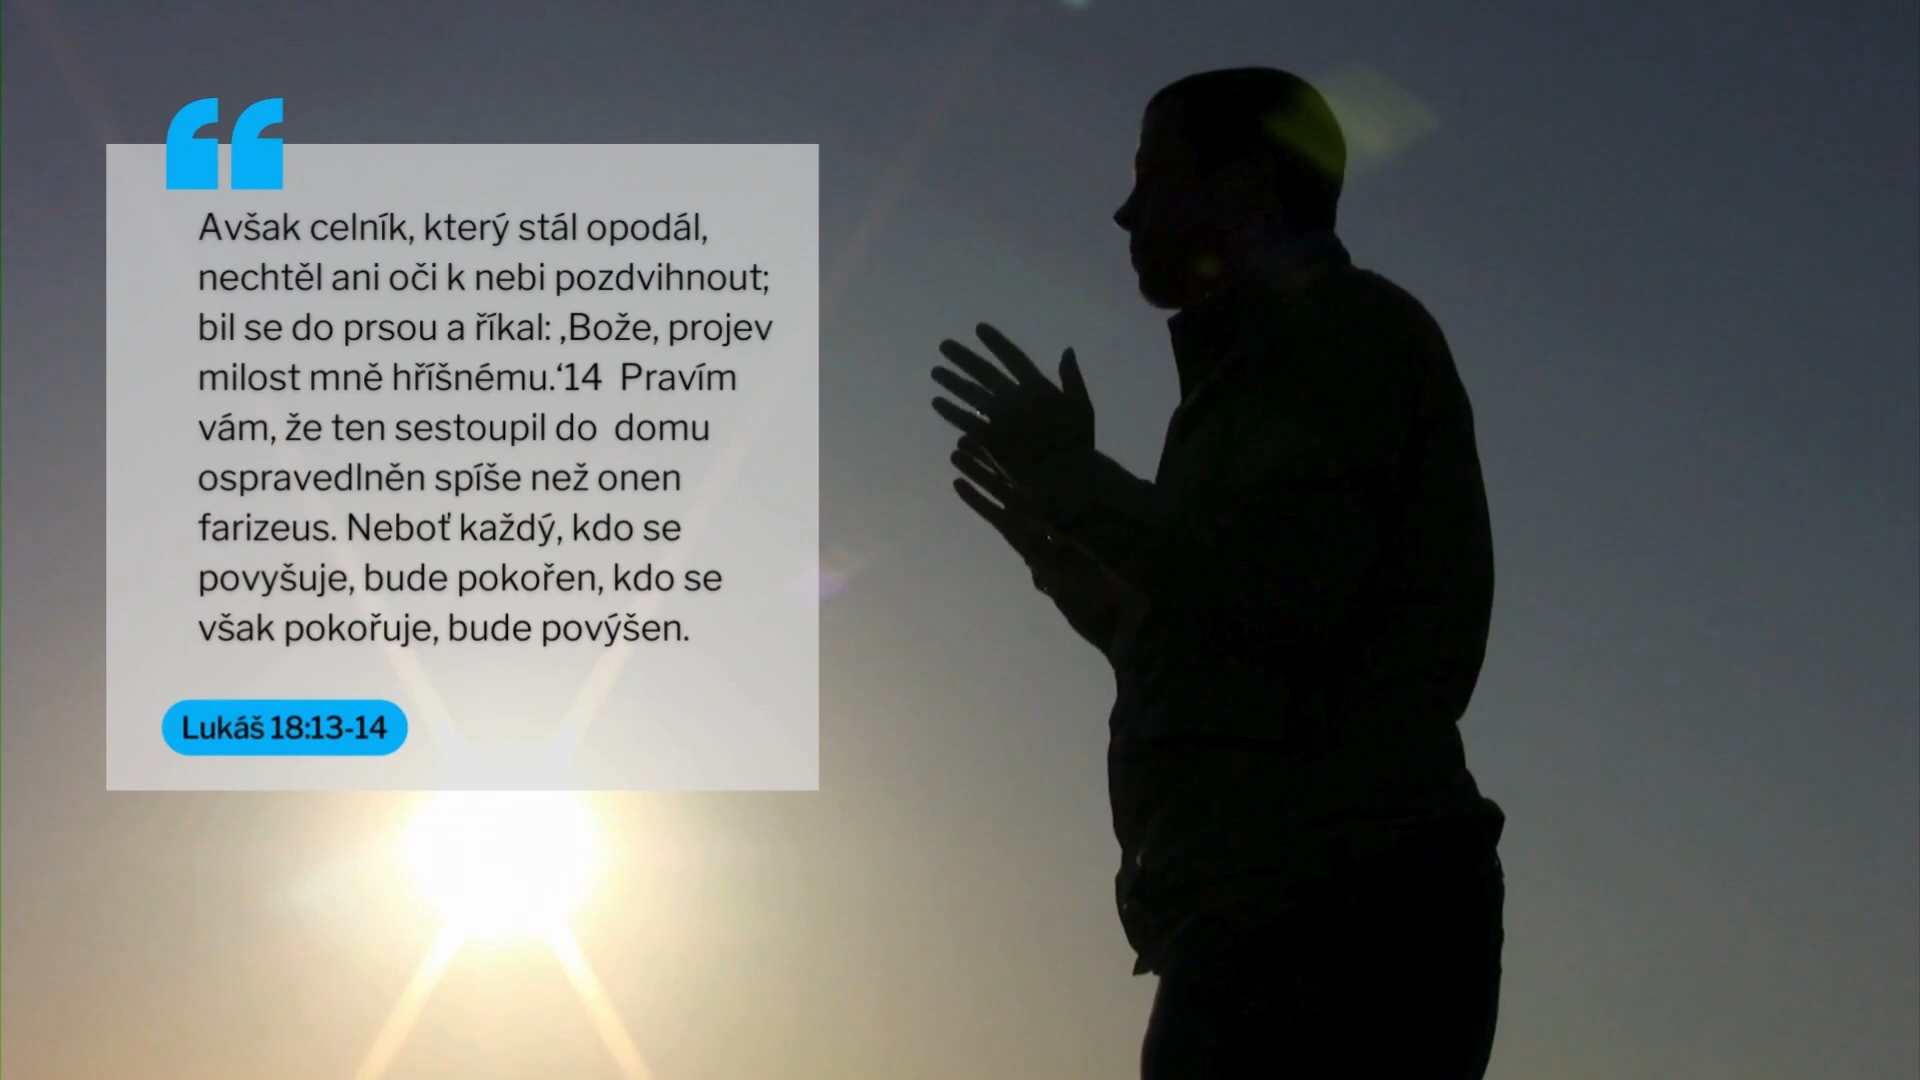 Avšak celník, který stál opodál,
nechtěl ani oči k nebi pozdvihnout;
bil se do prsou a říkal: ‚Bože, projev
milost mně hříšnému.‘14  Pravím
vám, že ten sestoupil do  domu
ospravedlněn spíše než onen
farizeus. Neboť každý, kdo se
povyšuje, bude pokořen, kdo se
však pokořuje, bude povýšen.
Lukáš 18:13-14